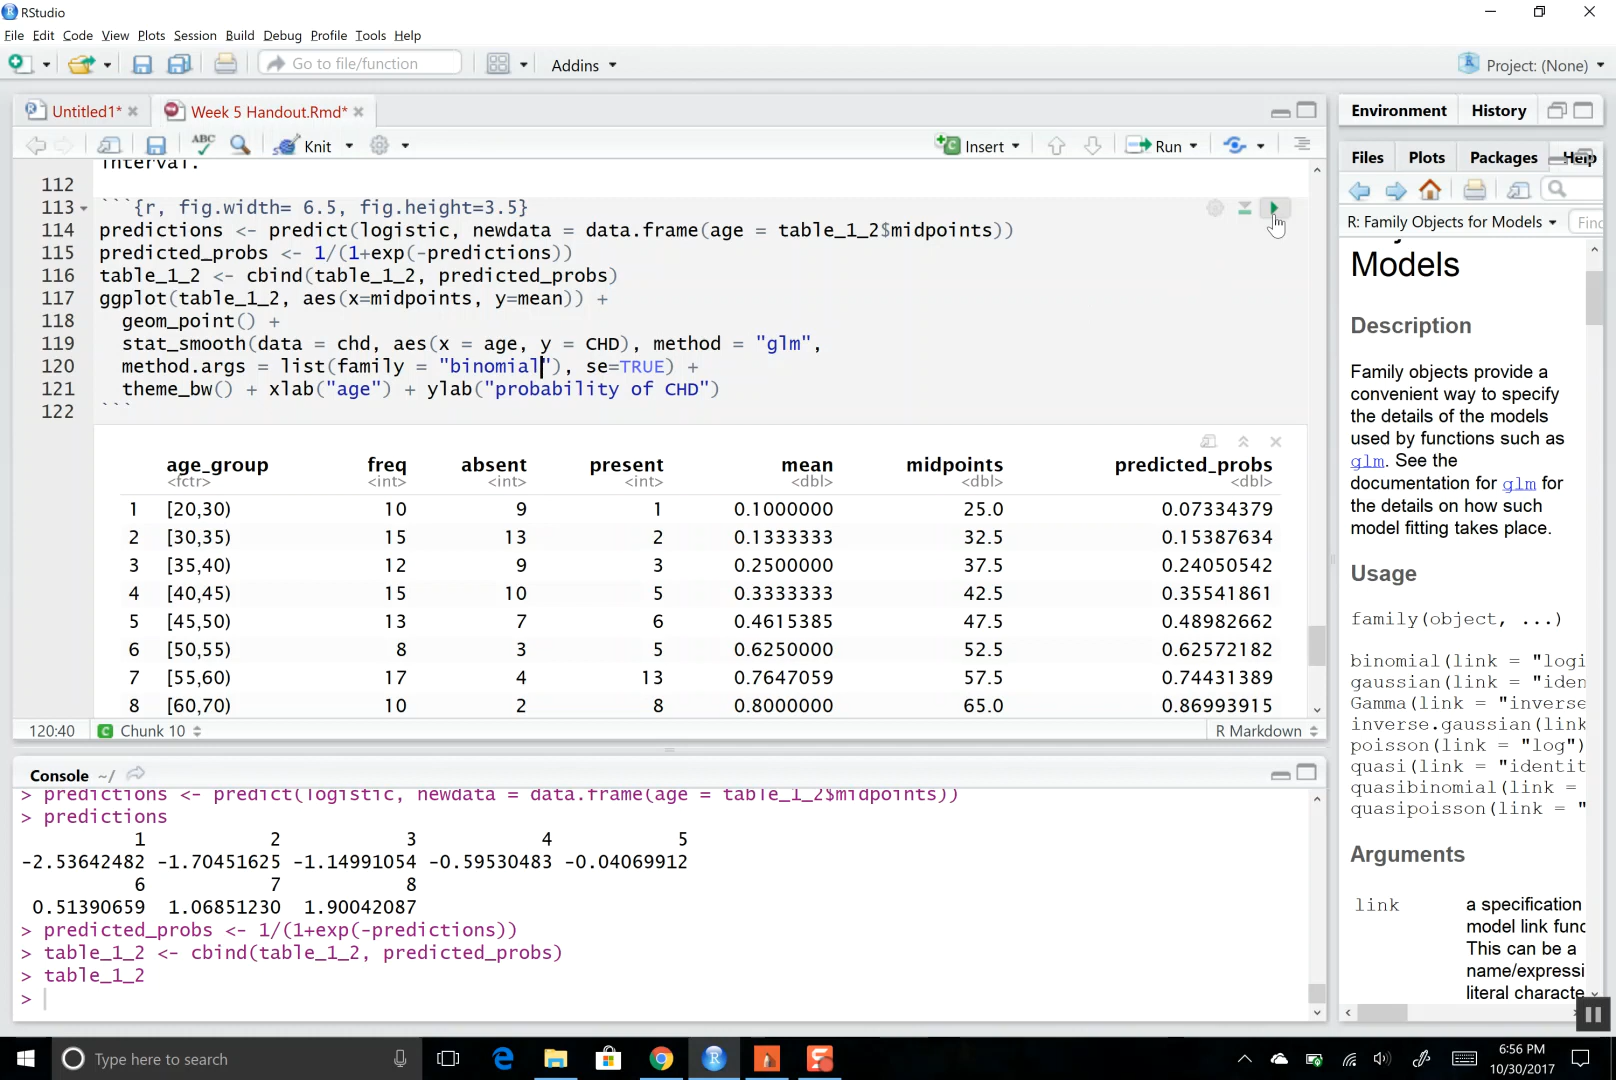 RStudio
File Edit Code View Plots Session Build Debug Profile Tools Help
Go to file/function Addins Project: (None)
Untitled1* Week 5 Handout.Rmd* Environment History
Files Plots Packages Help
ABC Knit Insert Run
interval.
R: Family Objects for Models Find
112
113 ```{r, fig.width= 6.5, fig.height=3.5}
114 predictions <- predict(logistic, newdata = data.frame(age = table_1_2$midpoints))
115 predicted_probs <- 1/(1+exp(-predictions))
116 table_1_2 <- cbind(table_1_2, predicted_probs)
117 ggplot(table_1_2, aes(x=midpoints, y=mean)) +
118 geom_point() +
119 stat_smooth(data = chd, aes(x = age, y = CHD), method = "glm",
120 method.args = list(family = "binomial"), se=TRUE) +
121 theme_bw() + xlab("age") + ylab("probability of CHD")
122 ```
age_group freq absent present mean midpoints predicted_probs
<fctr> <int> <int> <int> <dbl> <dbl> <dbl>
1 [20,30) 10 9 1 0.1000000 25.0 0.07334379
2 [30,35) 15 13 2 0.1333333 32.5 0.15387634
3 [35,40) 12 9 3 0.2500000 37.5 0.24050542
4 [40,45) 15 10 5 0.3333333 42.5 0.35541861
5 [45,50) 13 7 6 0.4615385 47.5 0.48982662
6 [50,55) 8 3 5 0.6250000 52.5 0.62572182
7 [55,60) 17 4 13 0.7647059 57.5 0.74431389
8 [60,70) 10 2 8 0.8000000 65.0 0.86993915
120:40 C Chunk 10 R Markdown
Console ~/
> predictions <- predict(logistic, newdata = data.frame(age = table_1_2$midpoints))
> predictions
1 2 3 4 5
-2.53642482 -1.70451625 -1.14991054 -0.59530483 -0.04069912
6 7 8
0.51390659 1.06851230 1.90042087
> predicted_probs <- 1/(1+exp(-predictions))
> table_1_2 <- cbind(table_1_2, predicted_probs)
> table_1_2
>
Models
Description
Family objects provide a
convenient way to specify
the details of the models
used by functions such as
glm. See the
documentation for glm for
the details on how such
model fitting takes place.
Usage
family(object, ...)
binomial(link = "logi
gaussian(link = "iden
Gamma(link = "inverse
inverse.gaussian(link
poisson(link = "log")
quasi(link = "identit
quasibinomial(link =
quasipoisson(link = "
Arguments
link a specification
model link func
This can be a
name/expressi
literal characte
Type here to search
6:56 PM
10/30/2017